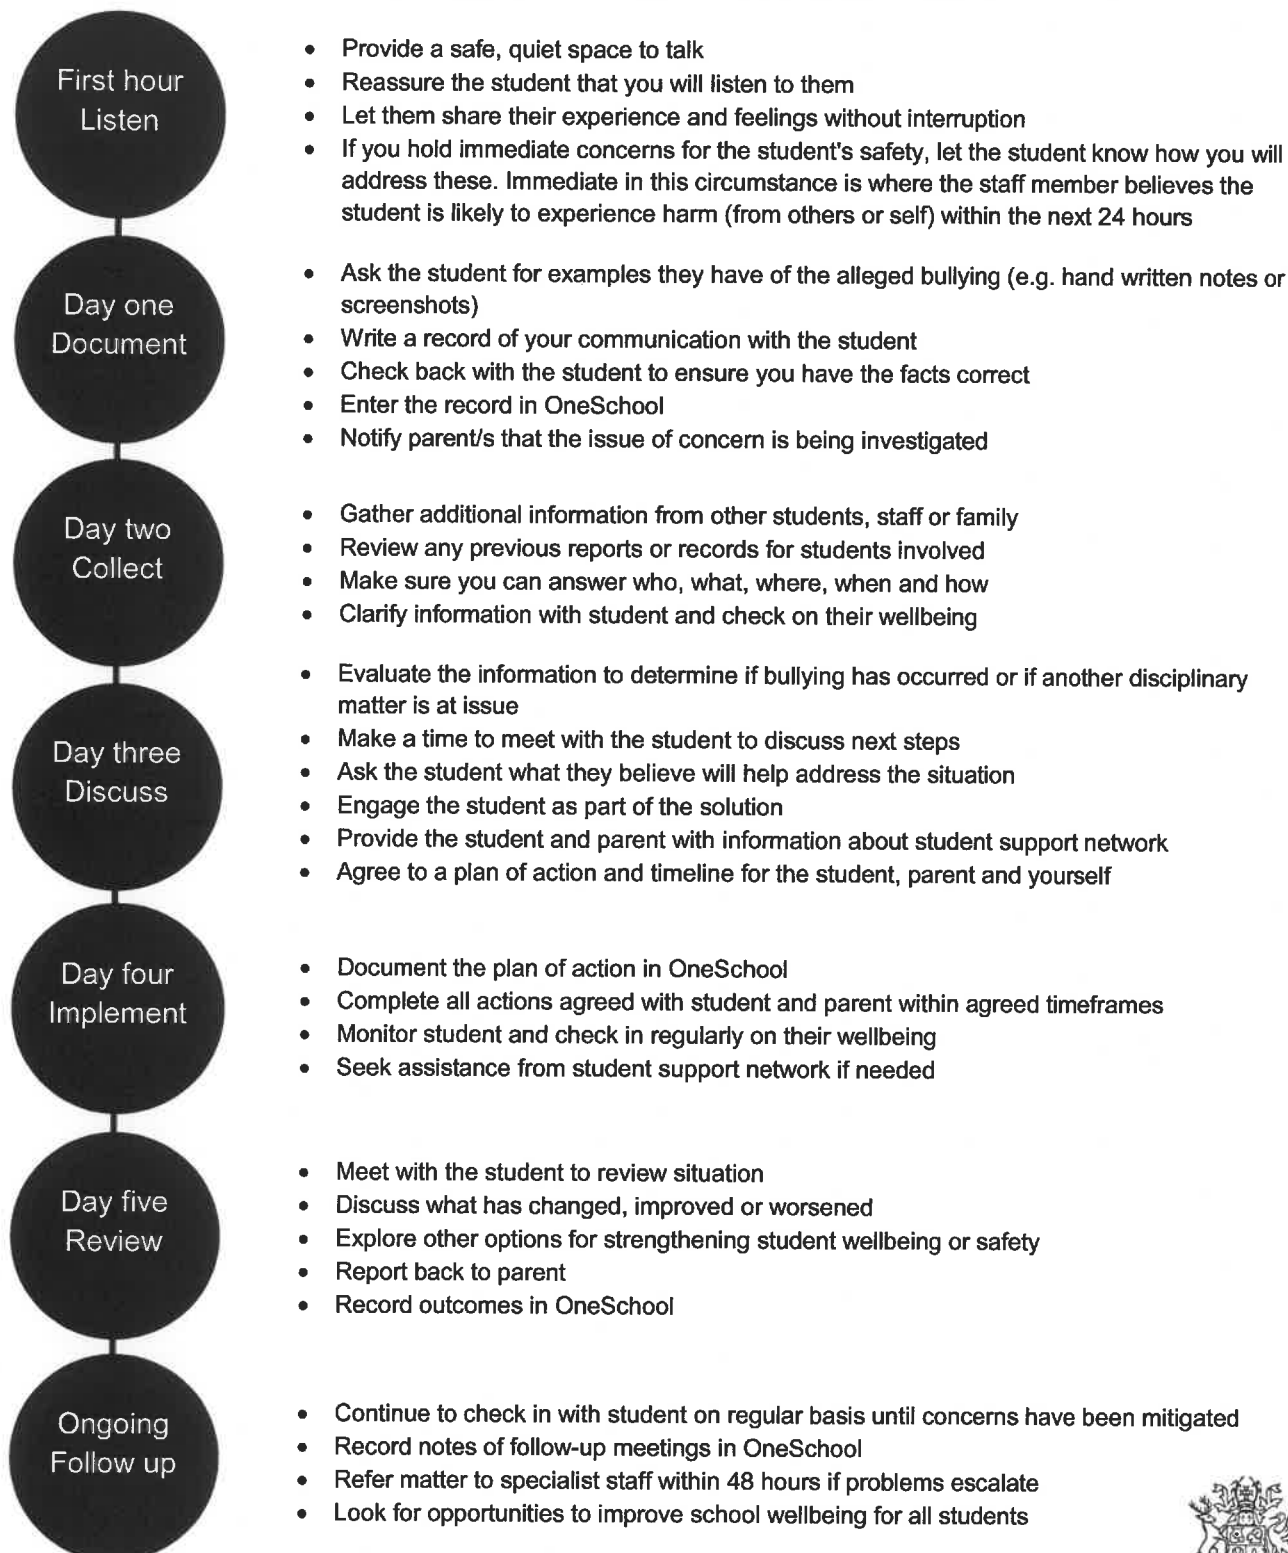 First hour
Listen
• Provide a safe, quiet space to talk
• Reassure the student that you will listen to them
• Let them share their experience and feelings without interruption
• If you hold immediate concerns for the student's safety, let the student know how you will
address these. Immediate in this circumstance is where the staff member believes the
student is likely to experience harm (from others or self) within the next 24 hours
Day one
Document
• Ask the student for examples they have of the alleged bullying (e.g. hand written notes or
screenshots)
• Write a record of your communication with the student
• Check back with the student to ensure you have the facts correct
• Enter the record in OneSchool
• Notify parent/s that the issue of concern is being investigated
Day two
Collect
• Gather additional information from other students, staff or family
• Review any previous reports or records for students involved
• Make sure you can answer who, what, where, when and how
• Clarify information with student and check on their wellbeing
Day three
Discuss
• Evaluate the information to determine if bullying has occurred or if another disciplinary
matter is at issue
• Make a time to meet with the student to discuss next steps
• Ask the student what they believe will help address the situation
• Engage the student as part of the solution
• Provide the student and parent with information about student support network
• Agree to a plan of action and timeline for the student, parent and yourself
Day four
Implement
• Document the plan of action in OneSchool
• Complete all actions agreed with student and parent within agreed timeframes
• Monitor student and check in regularly on their wellbeing
• Seek assistance from student support network if needed
Day five
Review
• Meet with the student to review situation
• Discuss what has changed, improved or worsened
• Explore other options for strengthening student wellbeing or safety
• Report back to parent
• Record outcomes in OneSchool
Ongoing
Follow up
• Continue to check in with student on regular basis until concerns have been mitigated
• Record notes of follow-up meetings in OneSchool
• Refer matter to specialist staff within 48 hours if problems escalate
• Look for opportunities to improve school wellbeing for all students